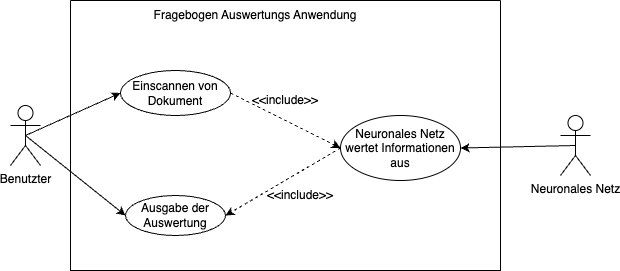 Fragebogen Auswertungs Anwendung
Einscannen von
Dokument
<<include>>
Neuronales Netz
wertet Informationen
aus
Benutzter
Neuronales Netz
<<include>>
Ausgabe der
Auswertung